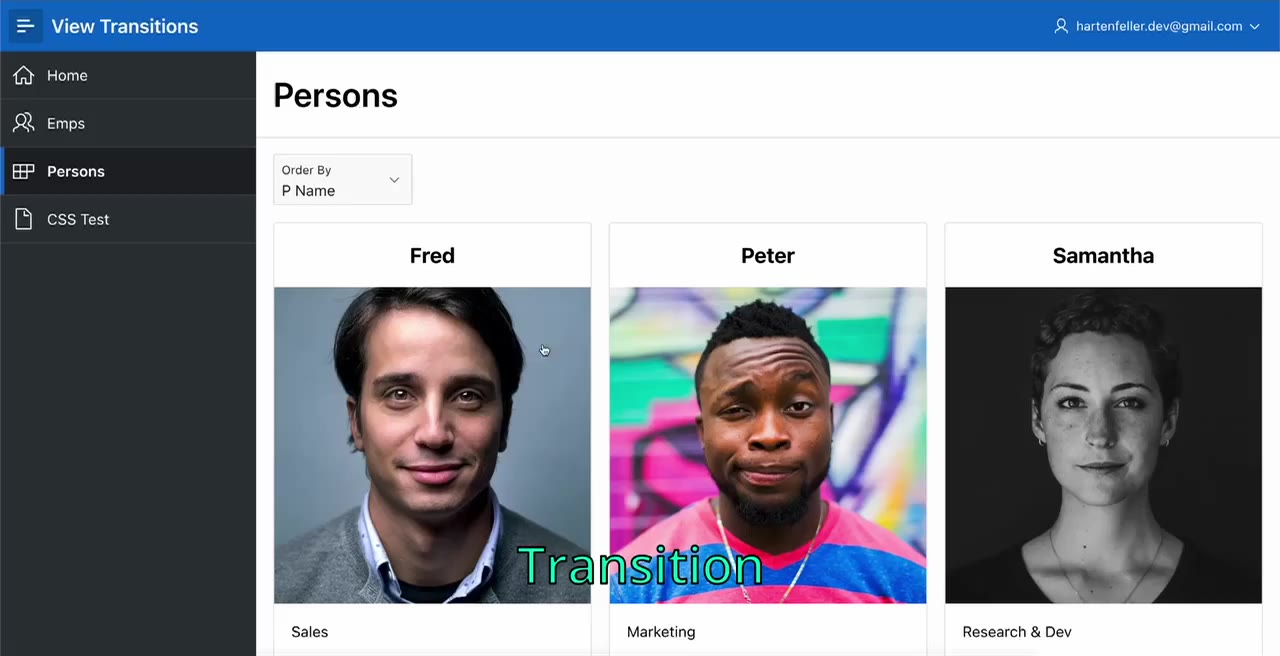 View Transitions
hartenfeller.dev@gmail.com
Home
Emps
Persons
CSS Test
Persons
Order By
P Name
Fred
Peter
Samantha
Transition
Sales
Marketing
Research & Dev